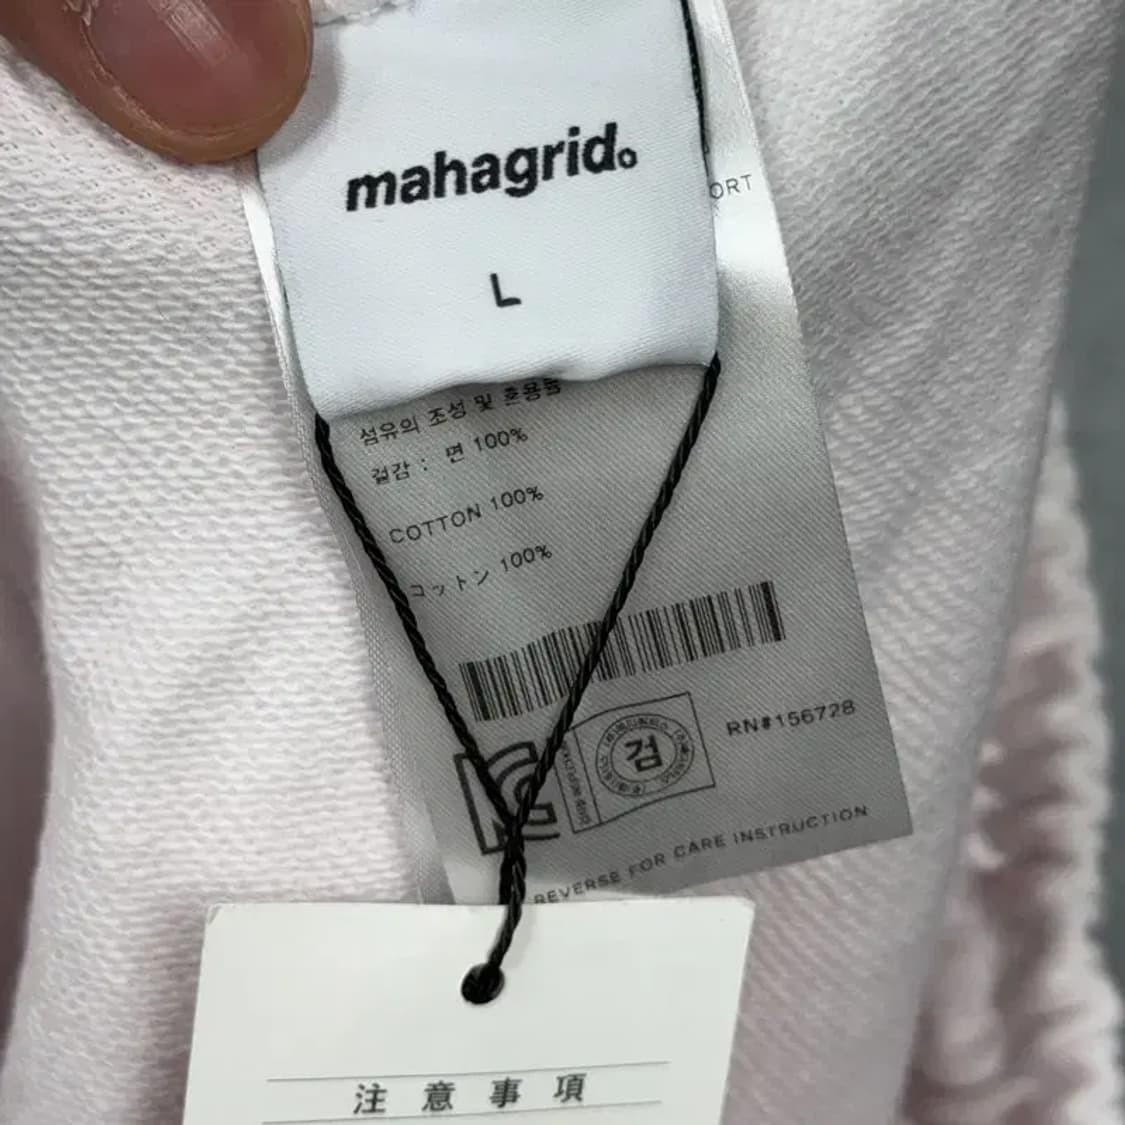 mahagrid
ORT
L
섬유의 조성 및 혼용률
겉감 : 면 100%
COTTON 100%
コットン 100%
검
RN#156728
REVERSE FOR CARE INSTRUCTION
注意事項